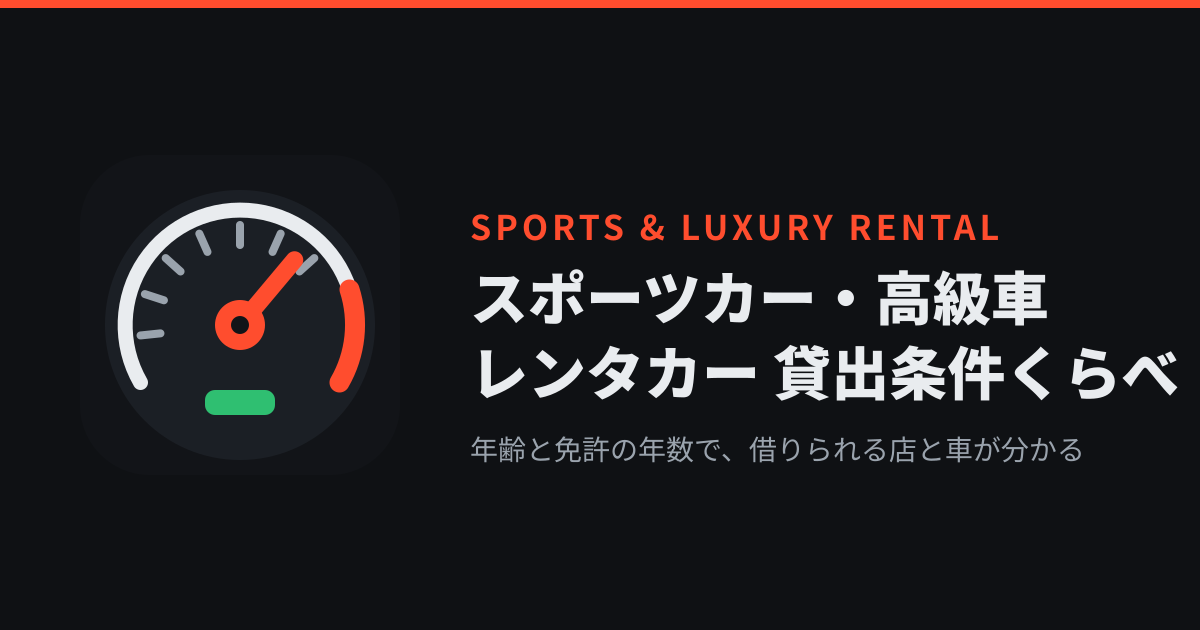 SPORTS & LUXURY RENTAL
スポーツカー・高級車
レンタカー 貸出条件くらべ
年齢と免許の年数で、借りられる店と車が分かる